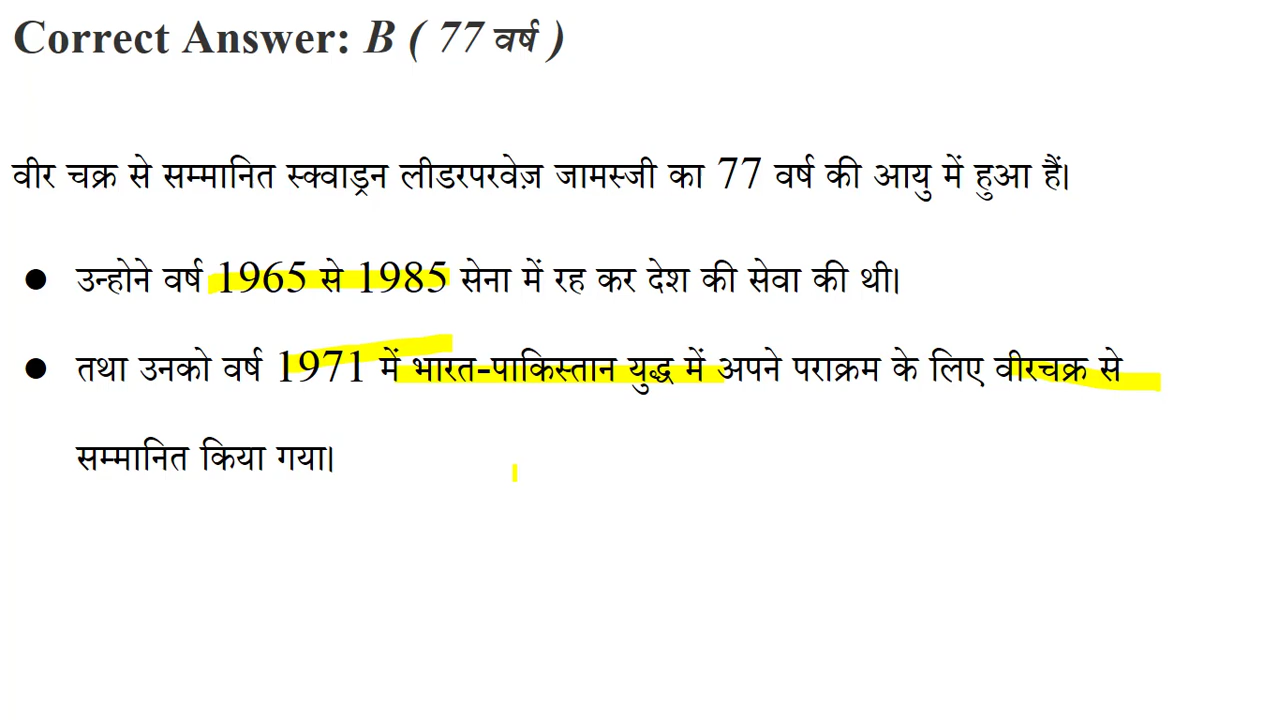 Correct Answer: B ( 77 वर्ष )
वीर चक्र से सम्मानित स्क्वाड्रन लीडरपरवेज़ जामस्जी का 77 वर्ष की आयु में हुआ हैं।
● उन्होने वर्ष 1965 से 1985 सेना में रह कर देश की सेवा की थी।
● तथा उनको वर्ष 1971 में भारत-पाकिस्तान युद्ध में अपने पराक्रम के लिए वीरचक्र से
सम्मानित किया गया।